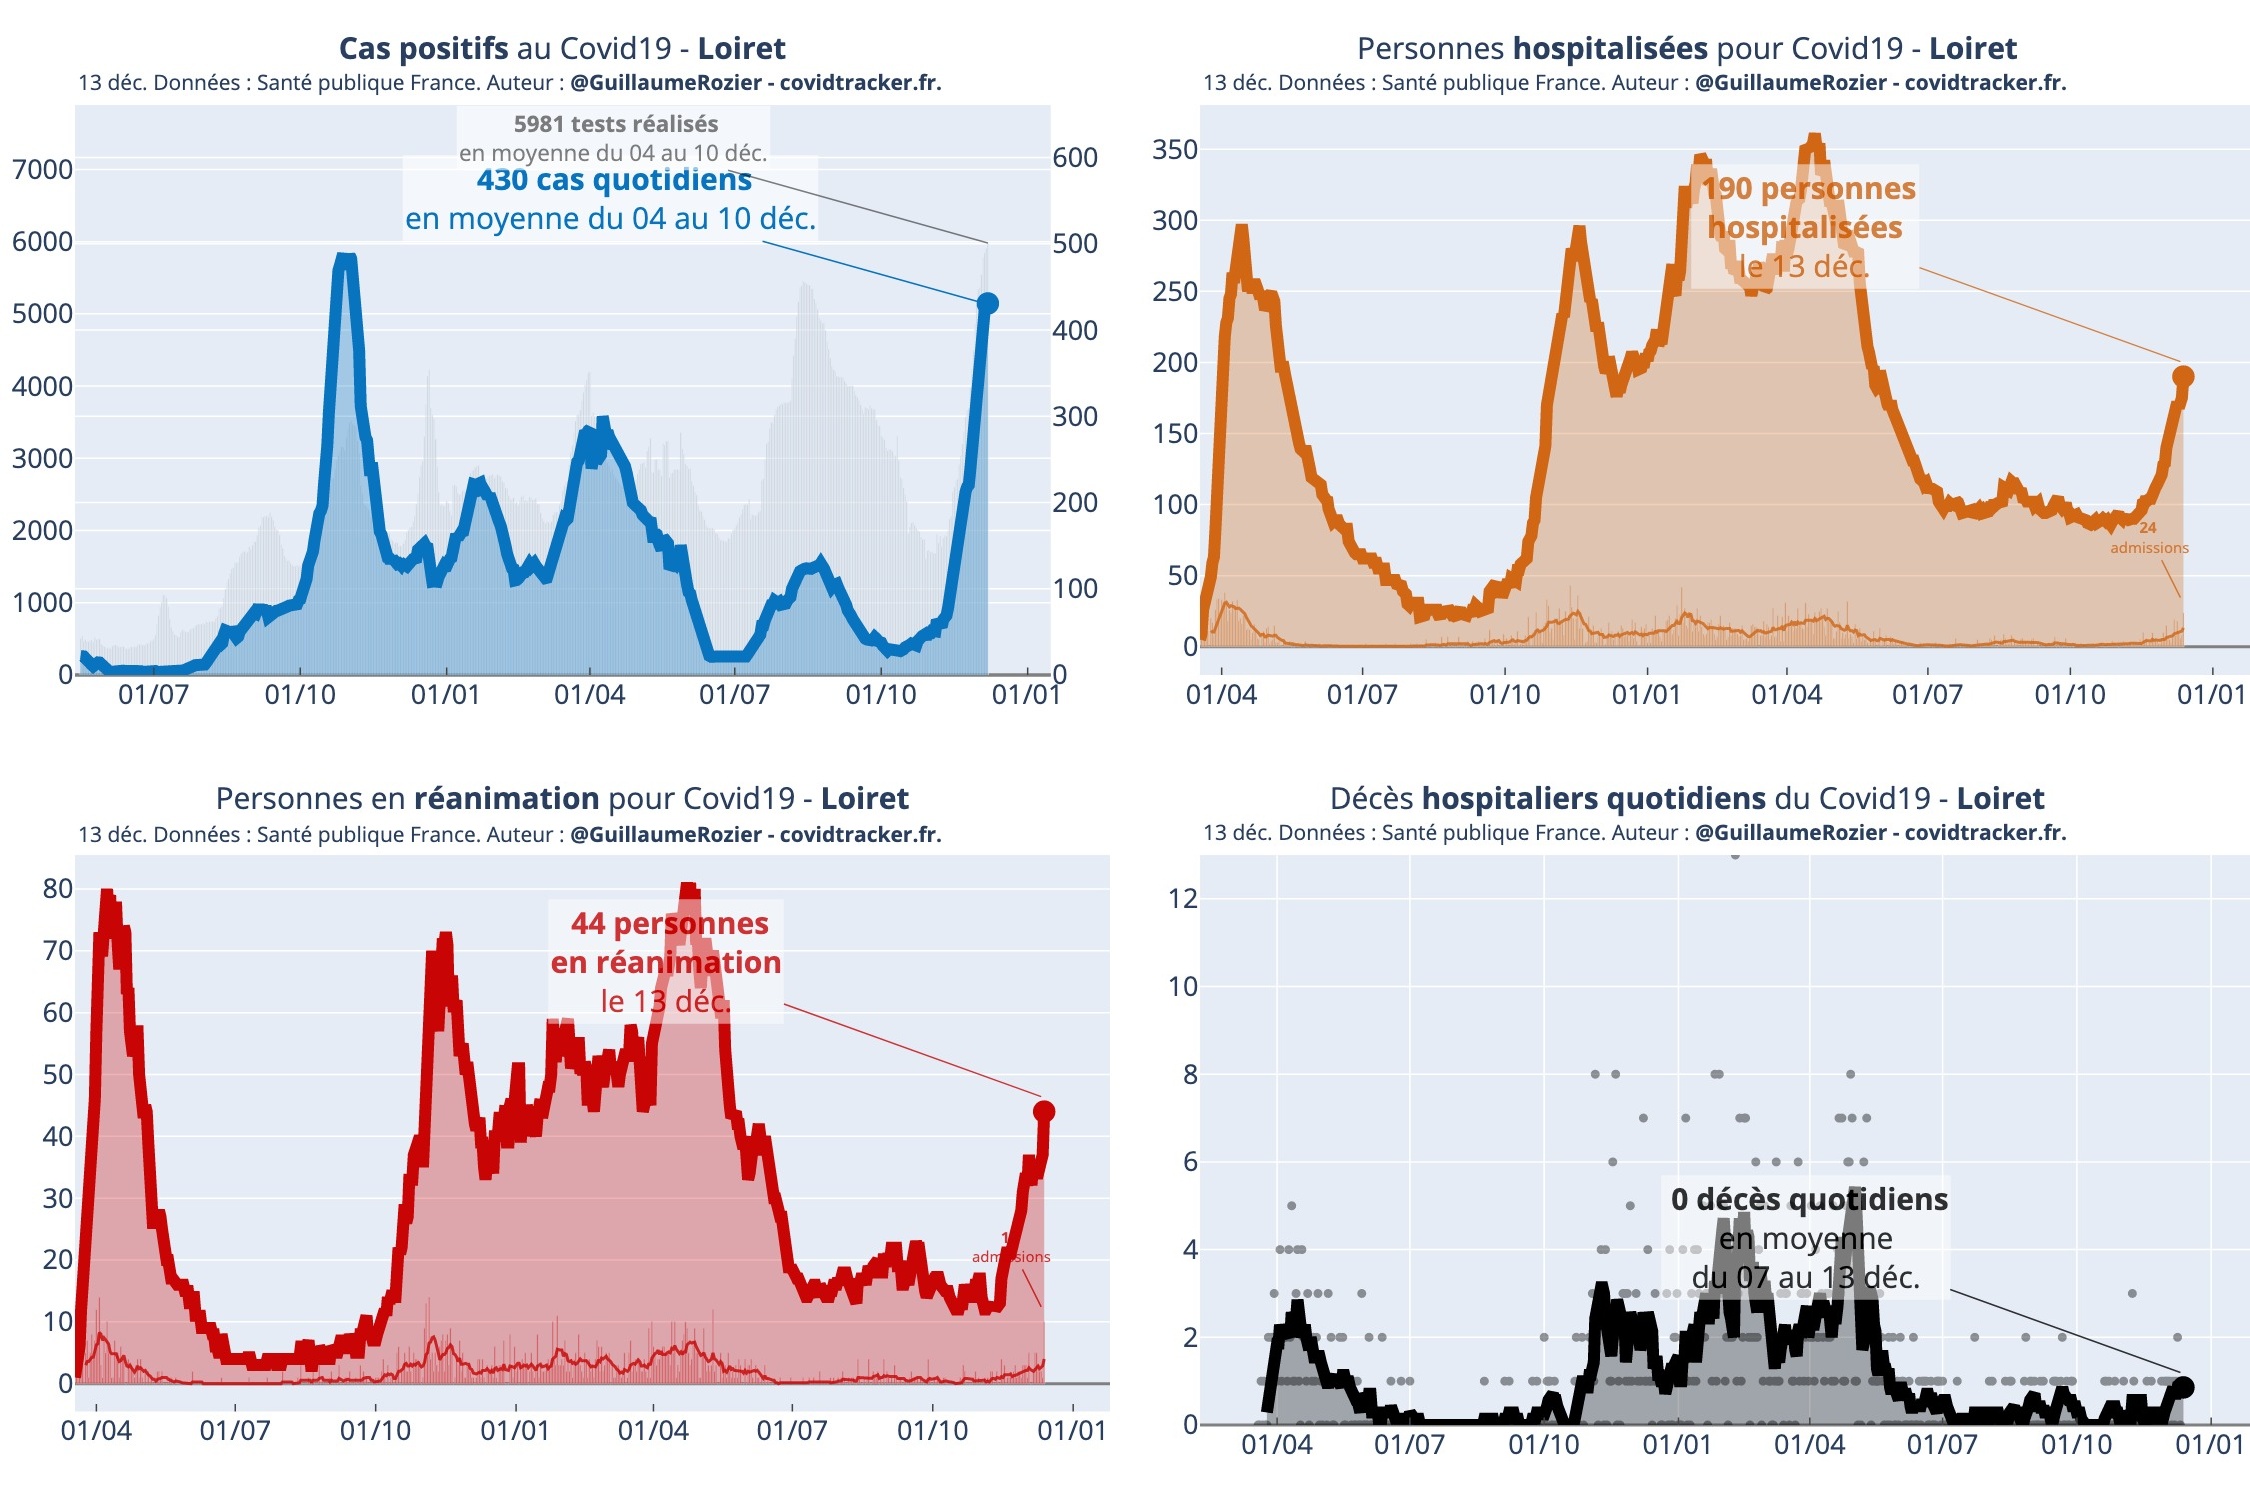 Cas positifs au Covid19 - Loiret
13 déc. Données : Santé publique France. Auteur : @GuillaumeRozier - covidtracker.fr.
5981 tests réalisés
en moyenne du 04 au 10 déc.
430 cas quotidiens
en moyenne du 04 au 10 déc.
7000
6000
5000
4000
3000
2000
1000
0
600
500
400
300
200
100
0
01/07 01/10 01/01 01/04 01/07 01/10 01/01
Personnes hospitalisées pour Covid19 - Loiret
13 déc. Données : Santé publique France. Auteur : @GuillaumeRozier - covidtracker.fr.
190 personnes
hospitalisées
le 13 déc.
24
admissions
350
300
250
200
150
100
50
0
01/04 01/07 01/10 01/01 01/04 01/07 01/10 01/01
Personnes en réanimation pour Covid19 - Loiret
13 déc. Données : Santé publique France. Auteur : @GuillaumeRozier - covidtracker.fr.
44 personnes
en réanimation
le 13 déc.
admissions
80
70
60
50
40
30
20
10
0
01/04 01/07 01/10 01/01 01/04 01/07 01/10 01/01
Décès hospitaliers quotidiens du Covid19 - Loiret
13 déc. Données : Santé publique France. Auteur : @GuillaumeRozier - covidtracker.fr.
0 décès quotidiens
en moyenne
du 07 au 13 déc.
12
10
8
6
4
2
0
01/04 01/07 01/10 01/01 01/04 01/07 01/10 01/01